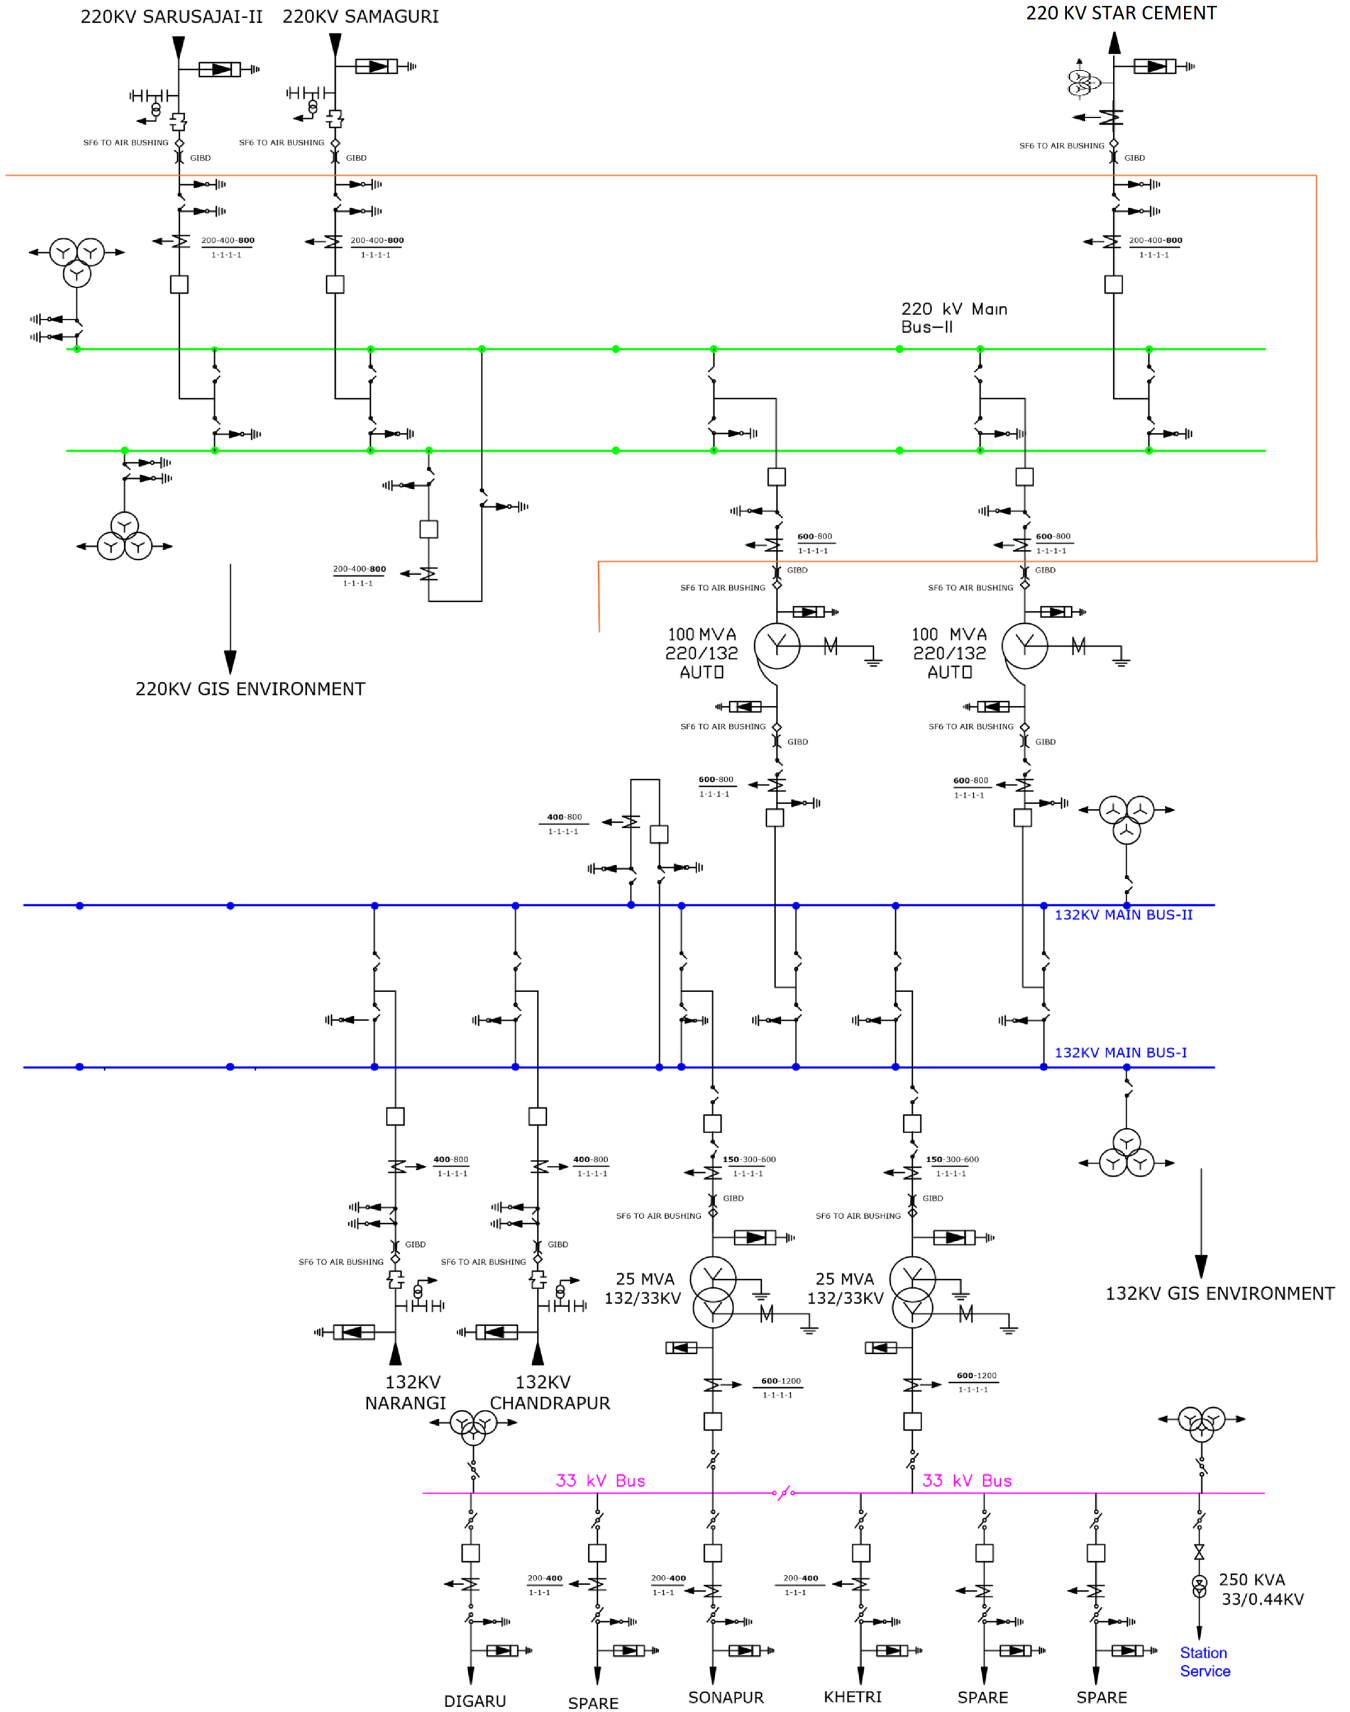 220KV SARUSAJAI-II
220KV SAMAGURI
220 KV STAR CEMENT
SF6 TO AIR BUSHING
GIBD
SF6 TO AIR BUSHING
GIBD
SF6 TO AIR BUSHING
GIBD
200-400-800
1-1-1-1
200-400-800
1-1-1-1
200-400-800
1-1-1-1
220 kV Main
Bus-II
200-400-800
1-1-1-1
600-800
1-1-1-1
600-800
1-1-1-1
GIBD
SF6 TO AIR BUSHING
GIBD
SF6 TO AIR BUSHING
100 MVA
220/132
AUTO
100 MVA
220/132
AUTO
220KV GIS ENVIRONMENT
SF6 TO AIR BUSHING
GIBD
SF6 TO AIR BUSHING
GIBD
600-800
1-1-1-1
600-800
1-1-1-1
400-800
1-1-1-1
132KV MAIN BUS-II
132KV MAIN BUS-I
400-800
1-1-1-1
400-800
1-1-1-1
150-300-600
1-1-1-1
150-300-600
1-1-1-1
GIBD
SF6 TO AIR BUSHING
GIBD
SF6 TO AIR BUSHING
GIBD
SF6 TO AIR BUSHING
GIBD
SF6 TO AIR BUSHING
25 MVA
132/33KV
25 MVA
132/33KV
132KV GIS ENVIRONMENT
132KV
NARANGI
132KV
CHANDRAPUR
600-1200
1-1-1-1
600-1200
1-1-1-1
33 kV Bus
33 kV Bus
200-400
1-1-1
200-400
1-1-1
200-400
1-1-1
250 KVA
33/0.44KV
Station
Service
DIGARU
SPARE
SONAPUR
KHETRI
SPARE
SPARE